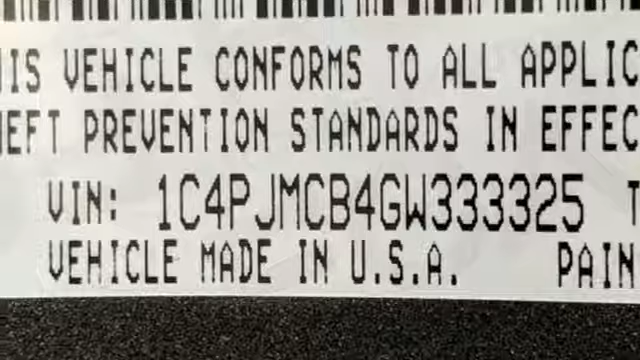 IS VEHICLE CONFORMS TO ALL APPLIC
EFT PREVENTION STANDARDS IN EFFEC
VIN: 1C4PJMCB4GW333325 T
VEHICLE MADE IN U.S.A. PAIN